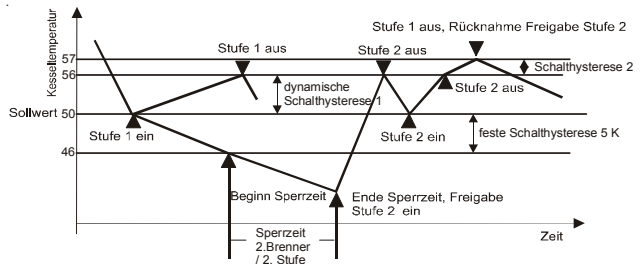 Kesseltemperatur
Stufe 1 aus, Rücknahme Freigabe Stufe 2
Stufe 1 aus
Stufe 2 aus
57
56
Schalthysterese 2
dynamische
Schalthysterese 1
Stufe 2 aus
Sollwert 50
Stufe 1 ein
Stufe 2 ein
feste Schalthysterese 5 K
46
Beginn Sperrzeit
Ende Sperrzeit, Freigabe
Stufe 2 ein
Sperrzeit
2.Brenner
/ 2. Stufe
Zeit